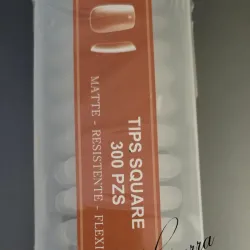 TIPS SQUARE
300 PZS
MATTE - RESISTENTE - FLEXI